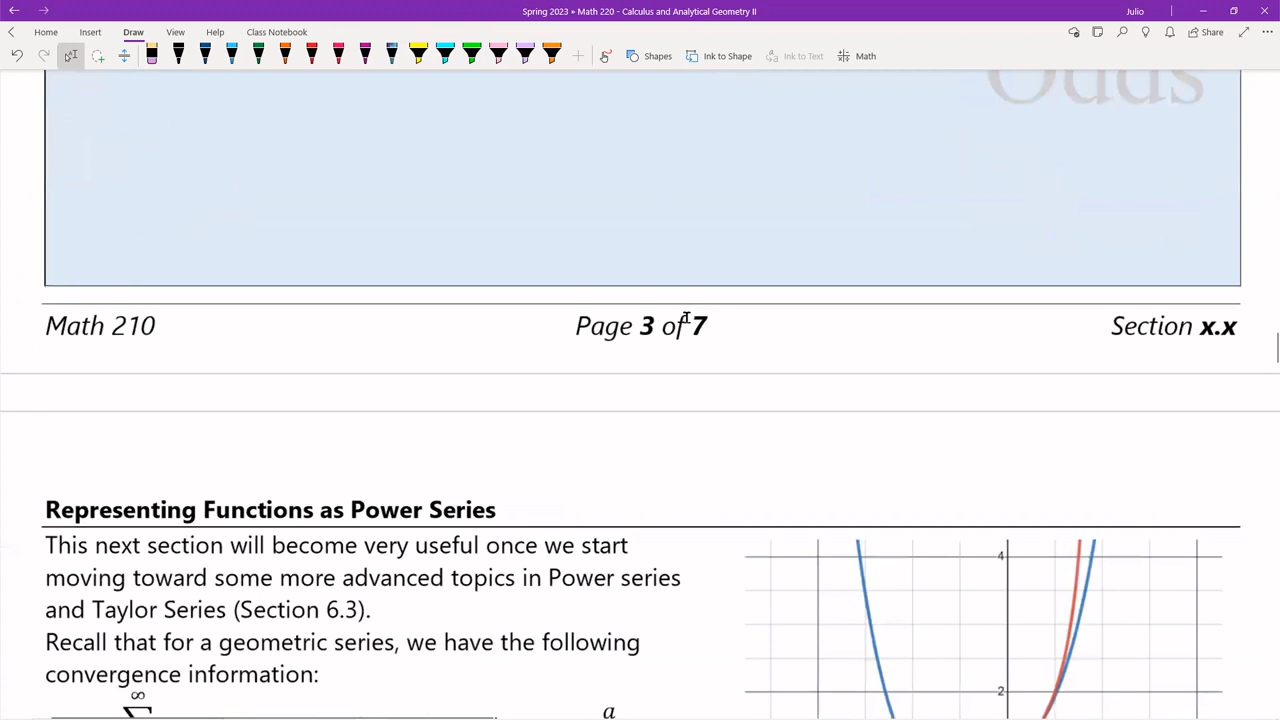 Spring 2023 » Math 220 - Calculus and Analytical Geometry II
Julio
Home Insert Draw View Help Class Notebook
Share
Shapes Ink to Shape Ink to Text Math
Odds
Math 210 Page 3 of 7 Section x.x
Representing Functions as Power Series
This next section will become very useful once we start
moving toward some more advanced topics in Power series
and Taylor Series (Section 6.3).
Recall that for a geometric series, we have the following
convergence information:
4
2
∞
∑ a